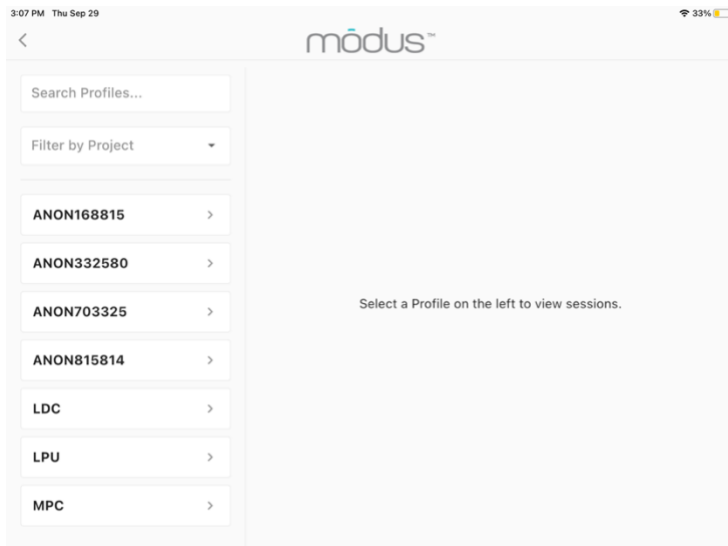 3:07 PM Thu Sep 29
33%
mōdus™
Search Profiles...
Filter by Project
ANON168815
ANON332580
ANON703325
ANON815814
LDC
LPU
MPC
Select a Profile on the left to view sessions.